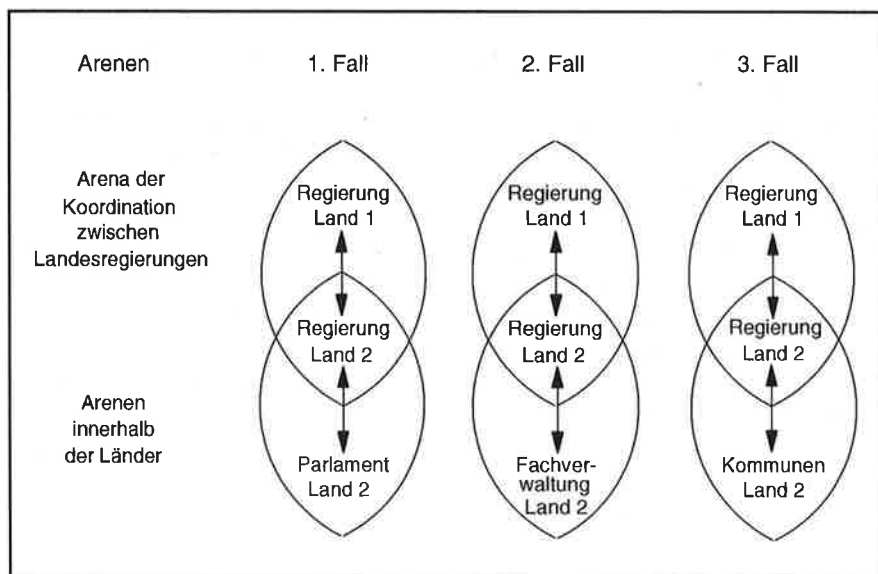 Arenen
1. Fall
2. Fall
3. Fall
Arena der
Koordination
zwischen
Landesregierungen
Regierung
Land 1
Regierung
Land 1
Regierung
Land 1
Regierung
Land 2
Regierung
Land 2
Regierung
Land 2
Arenen
innerhalb
der Länder
Parlament
Land 2
Fachver-
waltung
Land 2
Kommunen
Land 2